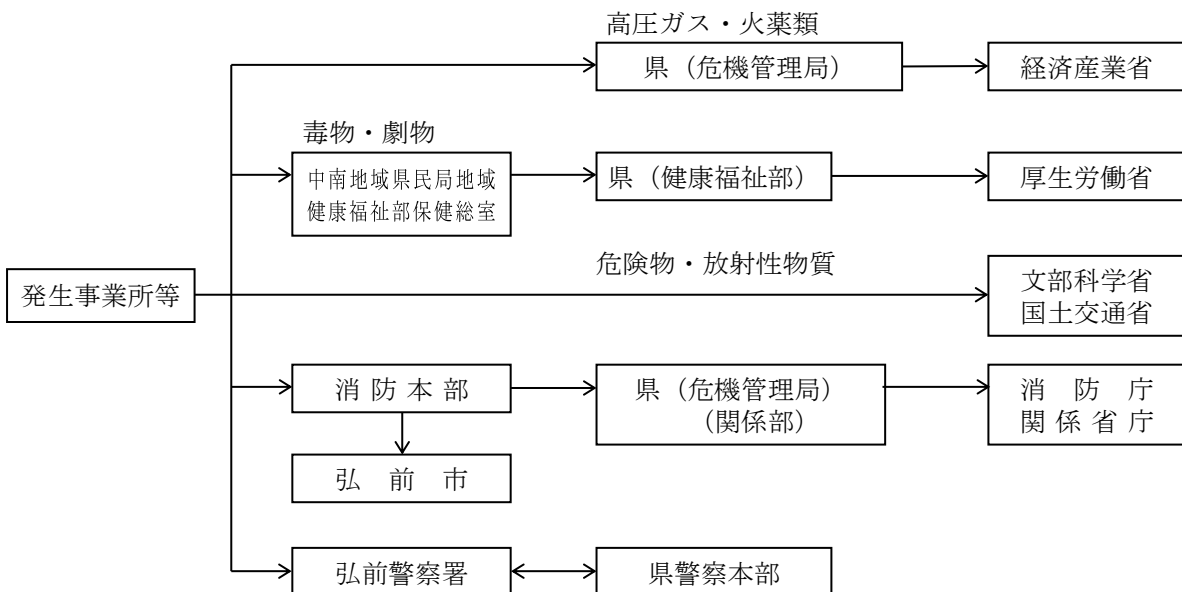 高圧ガス・火薬類
県（危機管理局）
経済産業省
毒物・劇物
中南地域県民局地域
健康福祉部保健総室
県（健康福祉部）
厚生労働省
危険物・放射性物質
発生事業所等
文部科学省
国土交通省
消防本部
県（危機管理局）
（関係部）
消防庁
関係省庁
弘前市
弘前警察署
県警察本部